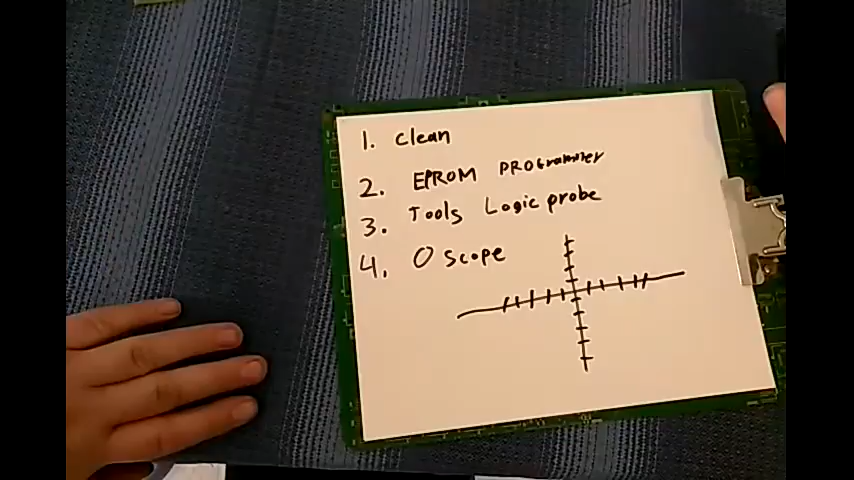 1. Clean
2. EPROM PROgrammer
3. Tools Logic probe
4. O scope